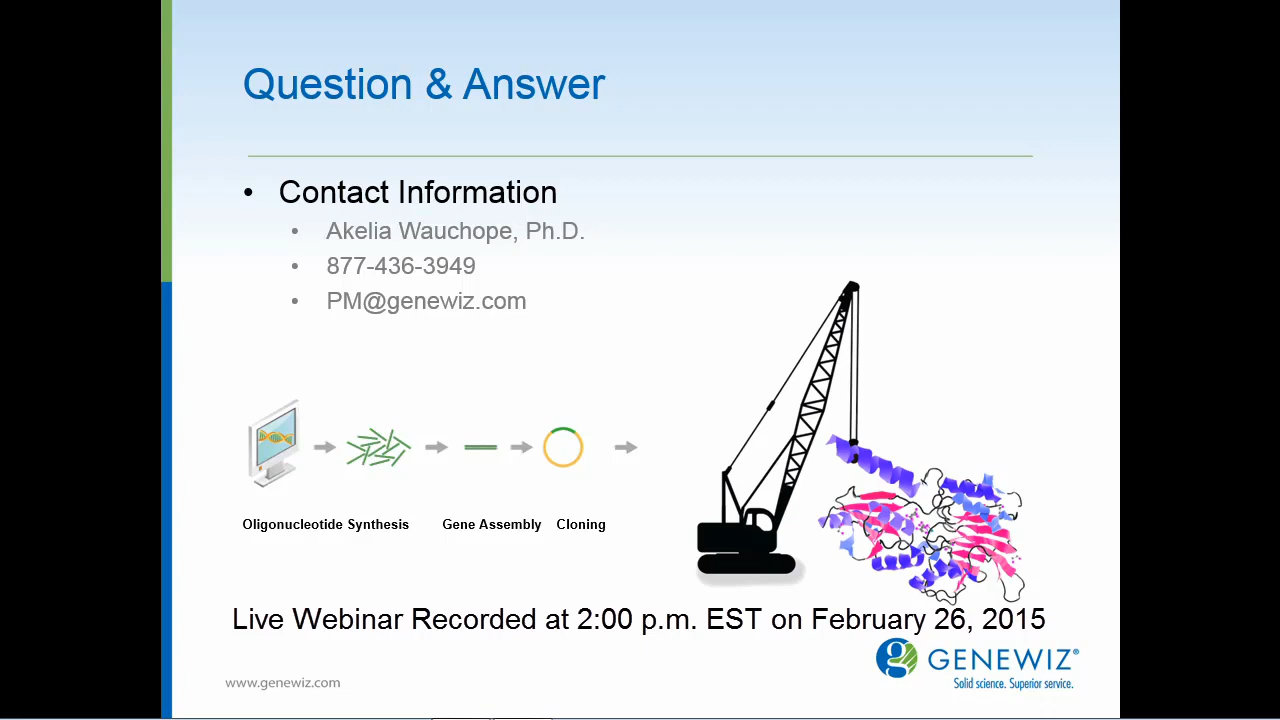 Question & Answer
• Contact Information
• Akelia Wauchope, Ph.D.
• 877-436-3949
• PM@genewiz.com
Oligonucleotide Synthesis Gene Assembly Cloning
Live Webinar Recorded at 2:00 p.m. EST on February 26, 2015
g GENEWIZ®
Solid science. Superior service.
www.genewiz.com